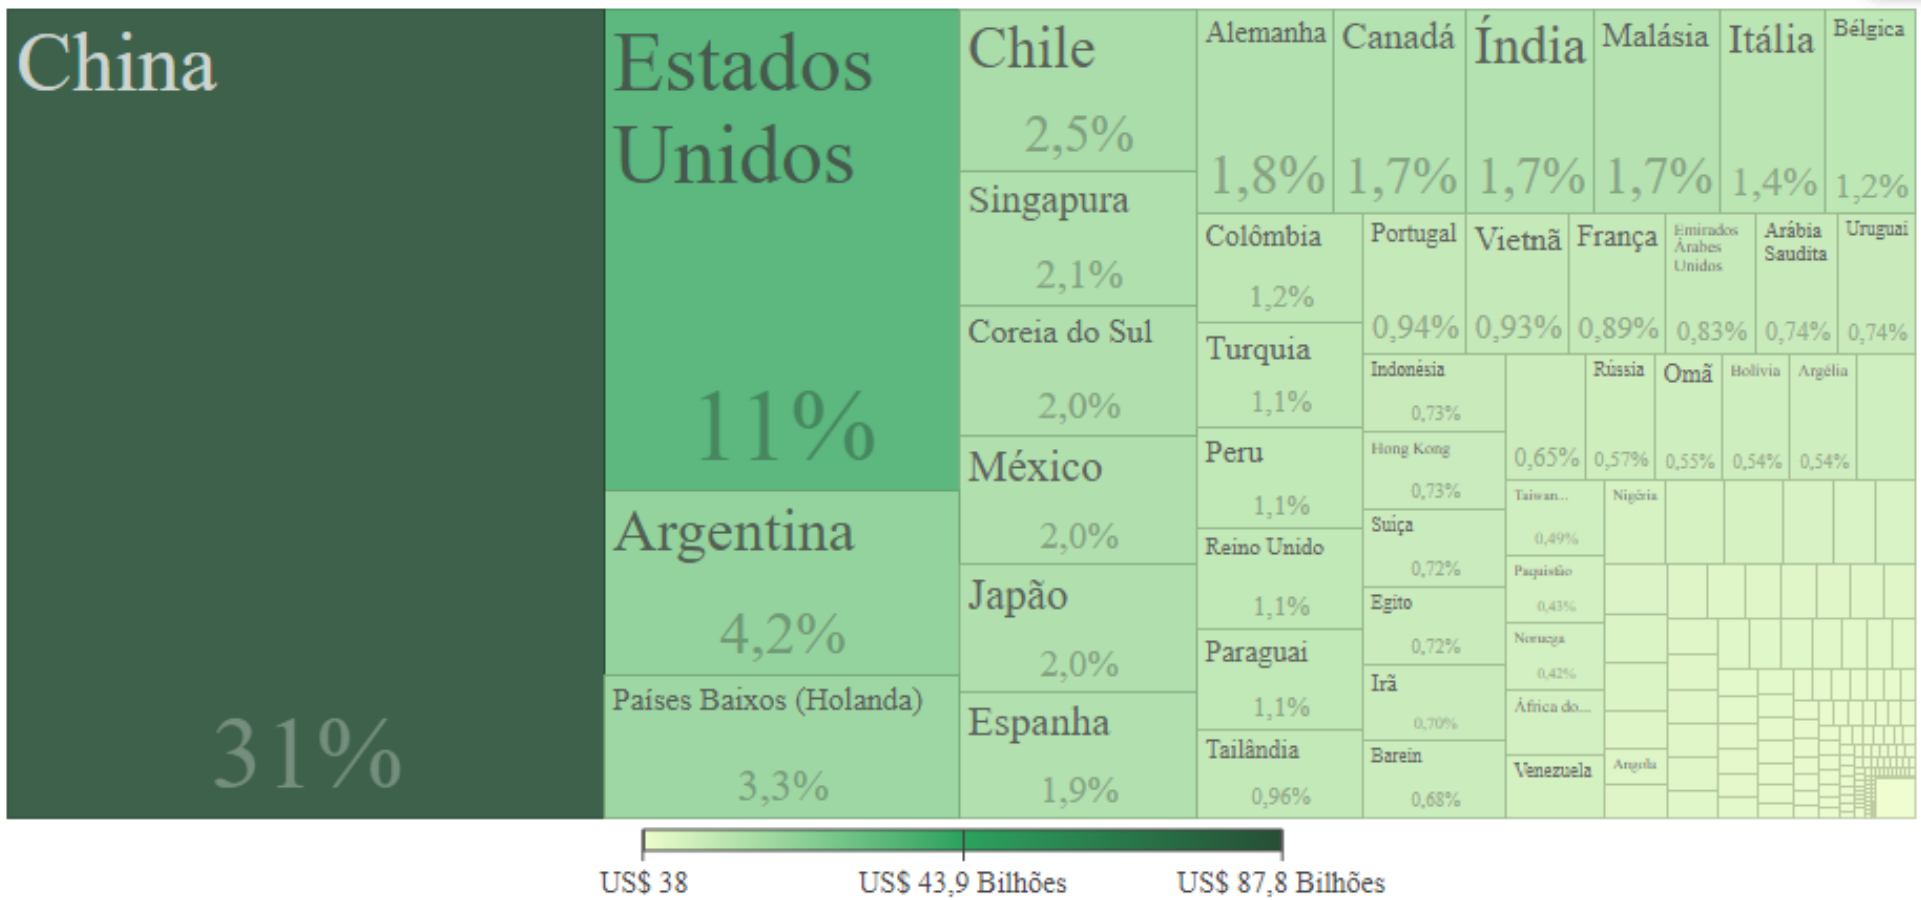 China
31%
Estados
Unidos
11%
Argentina
4,2%
Países Baixos (Holanda)
3,3%
Chile
2,5%
Singapura
2,1%
Coreia do Sul
2,0%
México
2,0%
Japão
2,0%
Espanha
1,9%
Alemanha
1,8%
Canadá
1,7%
Índia
1,7%
Malásia
1,7%
Itália
1,4%
Bélgica
1,2%
Colômbia
1,2%
Turquia
1,1%
Peru
1,1%
Reino Unido
1,1%
Paraguai
1,1%
Tailândia
0,96%
Portugal
0,94%
Vietnã
0,93%
França
0,89%
Emirados
Árabes
Unidos
0,83%
Arábia
Saudita
0,74%
Uruguai
0,74%
Indonésia
0,73%
Hong Kong
0,73%
Suíça
0,72%
Egito
0,72%
Irã
0,70%
Barein
0,68%
0,65%
Rússia
0,57%
Omã
0,55%
Bolívia
0,54%
Argélia
0,54%
Taiwan...
0,49%
Paquistão
0,43%
Noruega
0,42%
África do...
Venezuela
Nigéria
Angola
US$ 38
US$ 43,9 Bilhões
US$ 87,8 Bilhões